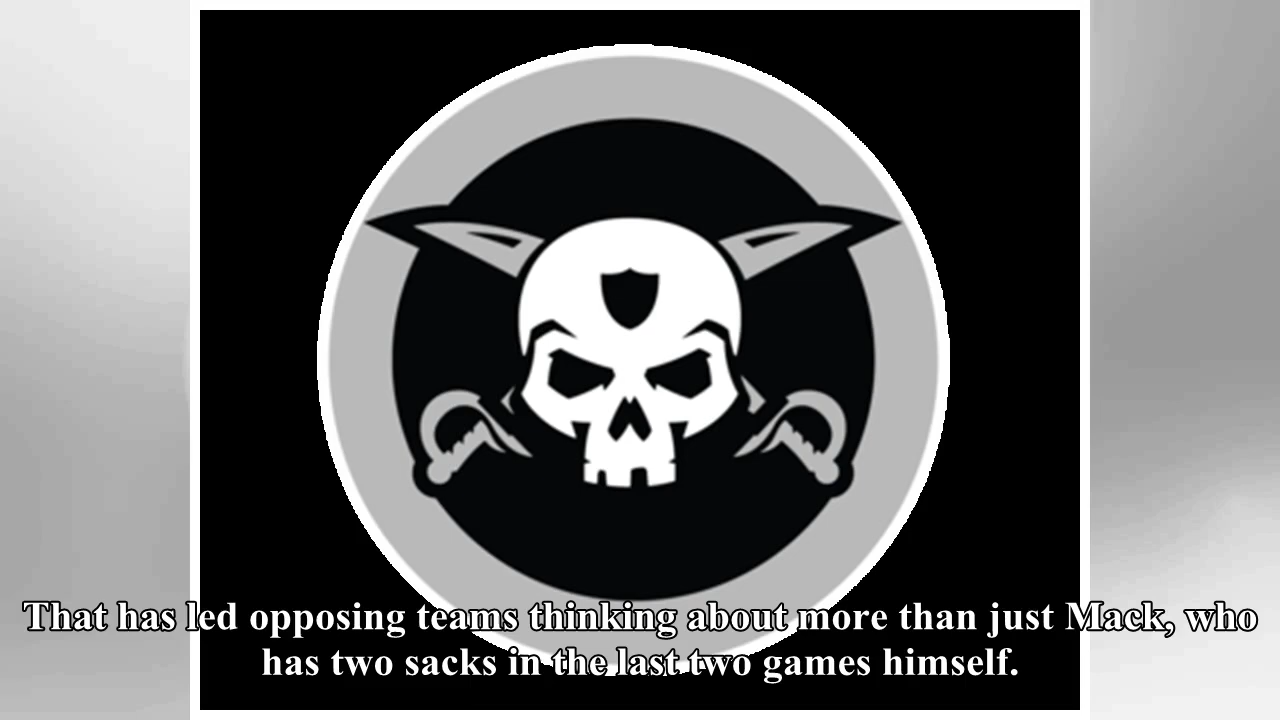 That has led opposing teams thinking about more than just Mack, who
has two sacks in the last two games himself.